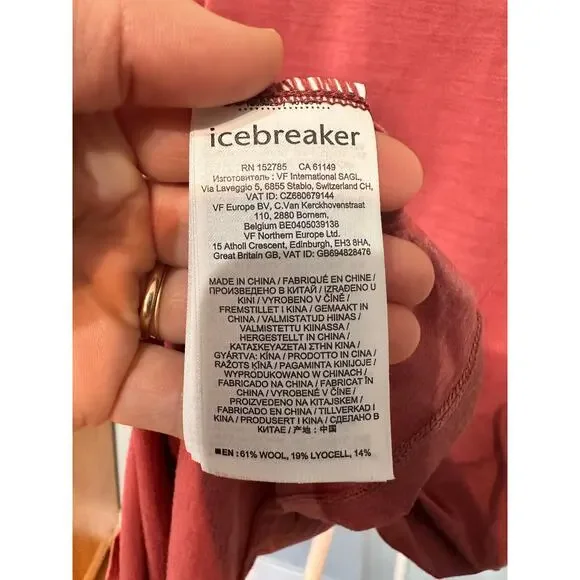 icebreaker
RN 152785 CA 61149
Изготовитель : VF International SAGL,
Via Laveggio 5, 6855 Stabio, Switzerland CH,
VAT ID: CZ680679144
VF Europe BV, C.Van Kerckhovenstraat
110, 2880 Bornem,
Belgium BE0405039138
VF Northern Europe Ltd.
15 Atholl Crescent, Edinburgh, EH3 8HA,
Great Britain GB, VAT ID: GB694828476
MADE IN CHINA / FABRIQUÉ EN CHINE /
ПРОИЗВЕДЕНО В КИТАЙ / IZRAĐENO U
KINI / VYROBENO V ČÍNĚ /
FREMSTILLET I KINA / GEMAAKT IN
CHINA / VALMISTATUD HIINAS /
VALMISTETTU KIINASSA /
HERGESTELLT IN CHINA /
ΚΑΤΑΣΚΕΥΑΖΕΤΑΙ ΣΤΗΝ ΚΙΝΑ /
GYÁRTVA: KÍNA / PRODOTTO IN CINA /
RAŽOTS ĶĪNĀ / PAGAMINTA KINIJOJE /
WYPRODUKOWANO W CHINACH /
FABRICADO NA CHINA / FABRICAT ÎN
CHINA / VYROBENÉ V ČÍNE /
PROIZVEDENO NA KITAJSKEM /
FABRICADO EN CHINA / TILLVERKAD I
KINA / PRODUSERT I KINA / СДЕЛАНО В
КИТАЕ / 产地 : 中国
EN : 61% WOOL, 19% LYOCELL, 14%